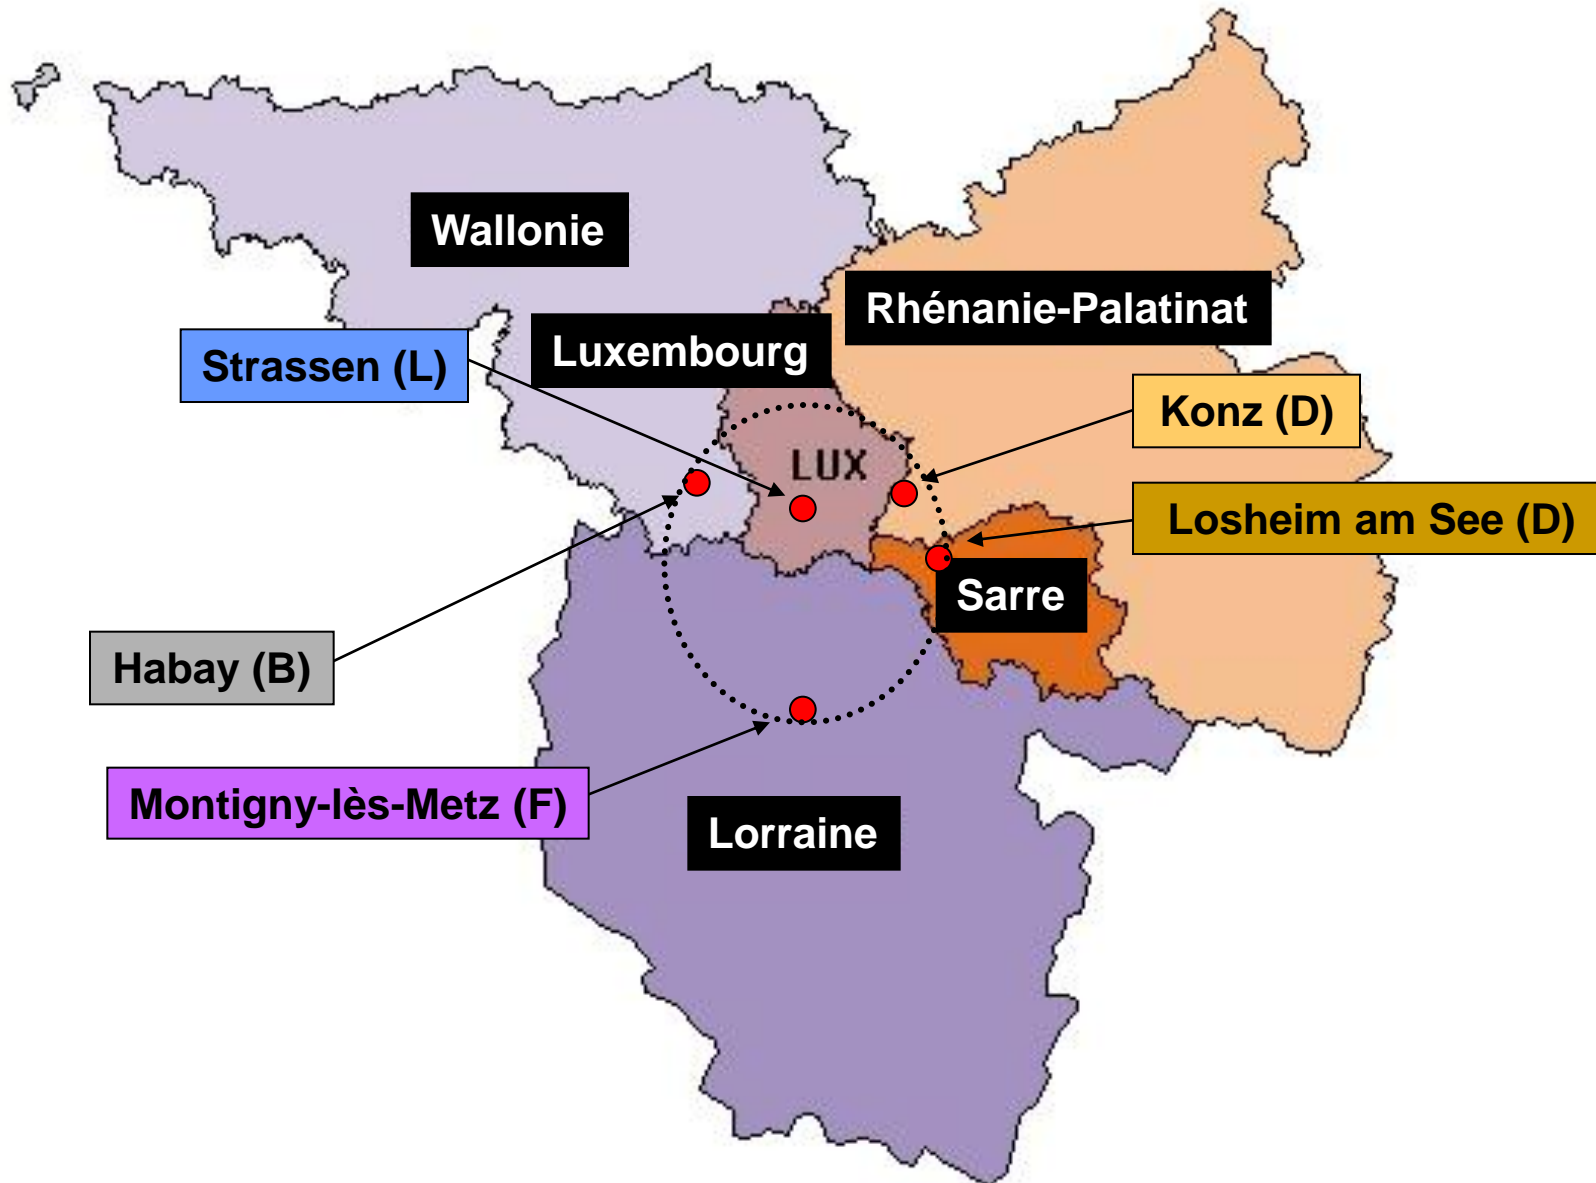 Wallonie
Rhénanie-Palatinat
Luxembourg
Strassen (L)
Konz (D)
LUX
Losheim am See (D)
Sarre
Habay (B)
Montigny-lès-Metz (F)
Lorraine